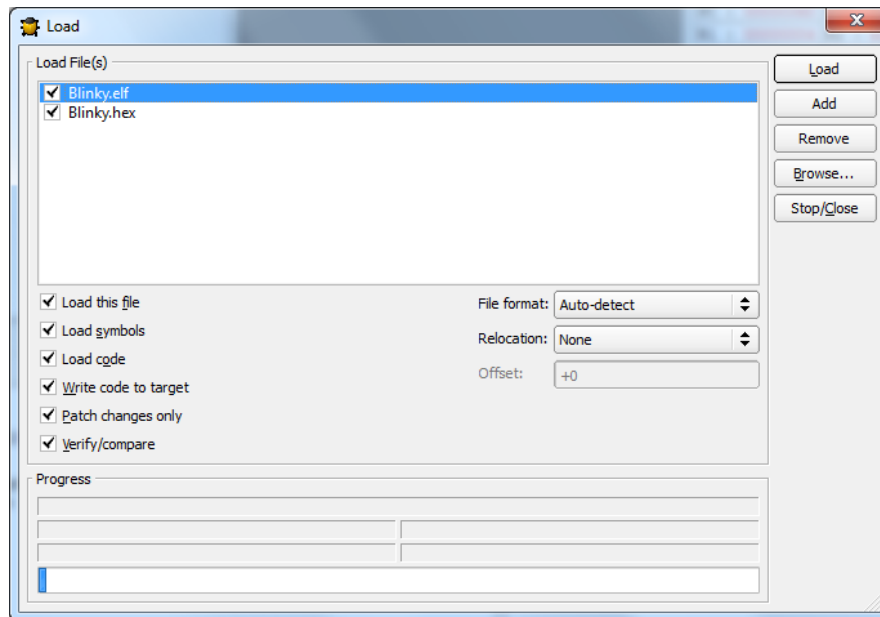 Load
Load File(s)
Blinky.elf
Blinky.hex
Load
Add
Remove
Browse...
Stop/Close
Load this file
Load symbols
Load code
Write code to target
Patch changes only
Verify/compare
File format: Auto-detect
Relocation: None
Offset: +0
Progress